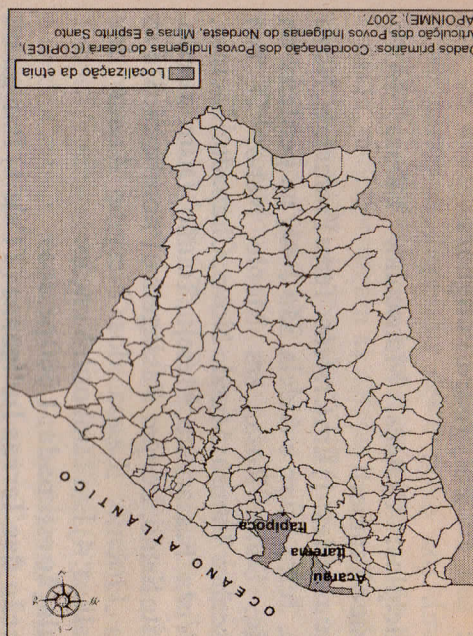 OCEANO ATLÂNTICO
Acaraú
Itarema
Itapipoca
Localização da etnia
Dados primários: Coordenação dos Povos Indígenas do Ceará (COPICE),
Articulação dos Povos Indígenas do Nordeste, Minas e Espírito Santo
(APOINME), 2007.